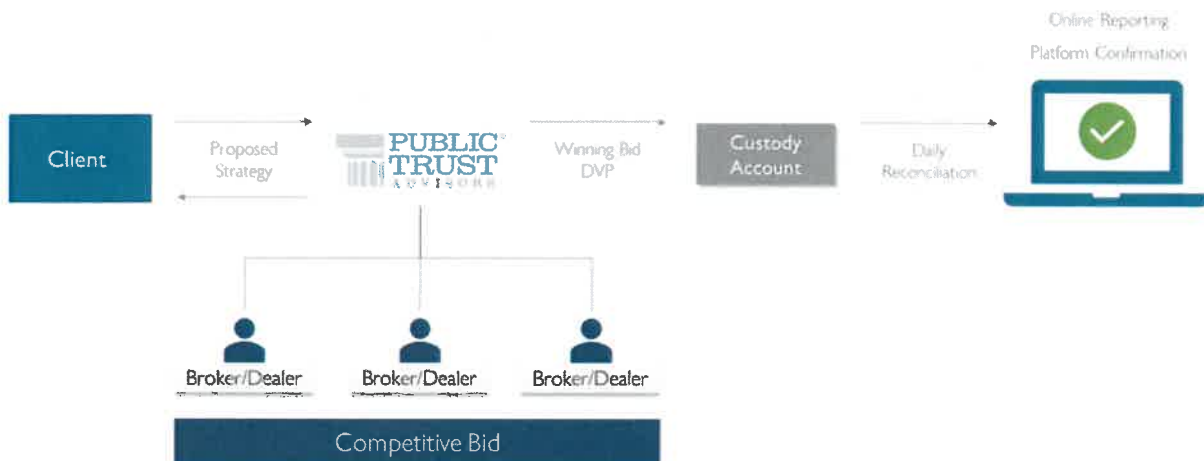 Online Reporting
Platform Confirmation
Client
Proposed
Strategy
PUBLIC®
TRUST
ADVISORS
Winning Bid
DVP
Custody
Account
Daily
Reconciliation
Broker/Dealer
Broker/Dealer
Broker/Dealer
Competitive Bid